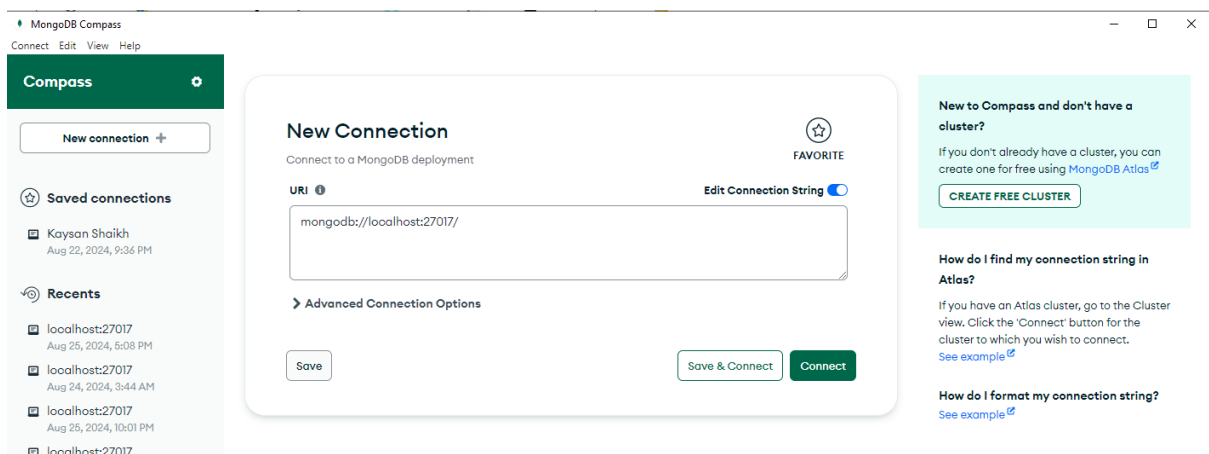 MongoDB Compass
Connect Edit View Help
Compass
New connection +
Saved connections
Kaysan Shaikh
Aug 22, 2024, 9:36 PM
Recents
localhost:27017
Aug 25, 2024, 5:08 PM
localhost:27017
Aug 24, 2024, 3:44 AM
localhost:27017
Aug 25, 2024, 10:01 PM
localhost:27017
New Connection
Connect to a MongoDB deployment
FAVORITE
URI
Edit Connection String
mongodb://localhost:27017/
Advanced Connection Options
Save
Save & Connect
Connect
New to Compass and don't have a
cluster?
If you don't already have a cluster, you can
create one for free using MongoDB Atlas
CREATE FREE CLUSTER
How do I find my connection string in
Atlas?
If you have an Atlas cluster, go to the Cluster
view. Click the 'Connect' button for the
cluster to which you wish to connect.
See example
How do I format my connection string?
See example